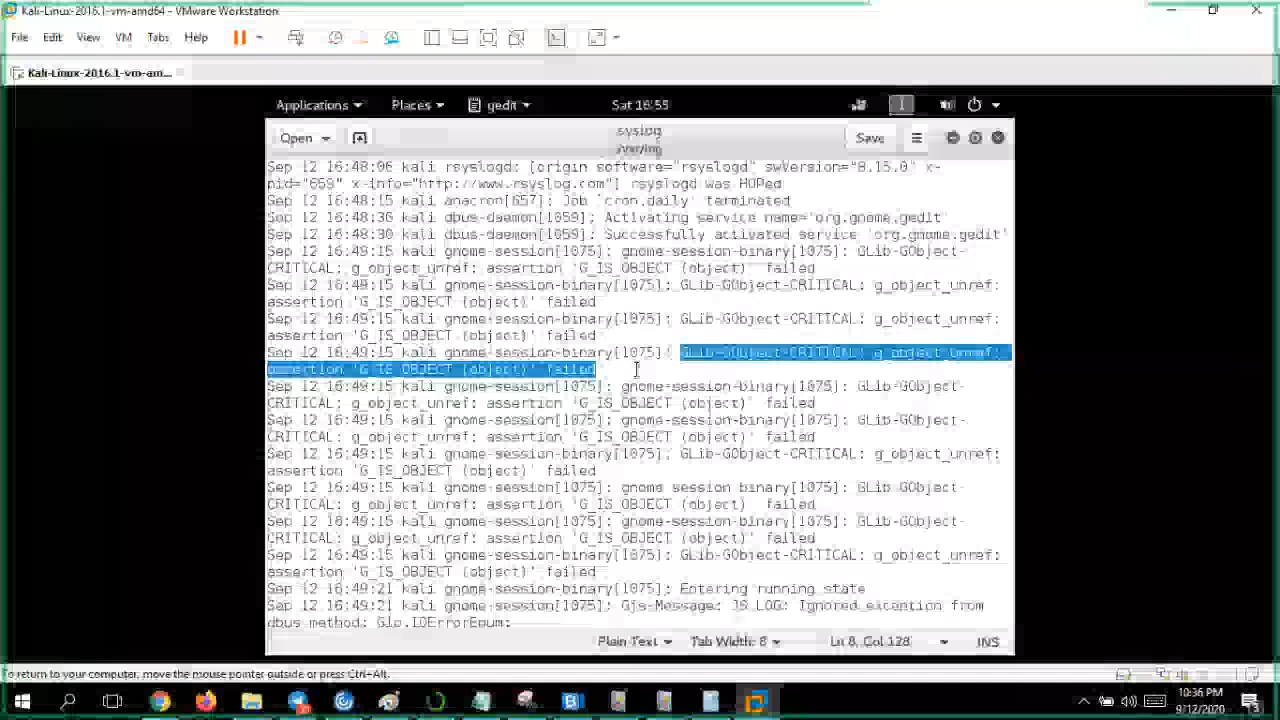 Kali-Linux-2016.1-vm-amd64 - VMware Workstation
File Edit View VM Tabs Help
Kali-Linux-2016.1-vm-am...
Applications Places gedit Sat 16:55
Open syslog Save
/var/log
Sep 12 16:48:06 kali rsyslogd: [origin software="rsyslogd" swVersion="8.15.0" x-
pid="659" x-info="http://www.rsyslog.com"] rsyslogd was HUPed
Sep 12 16:48:15 kali anacron[657]: Job `cron.daily' terminated
Sep 12 16:48:30 kali dbus-daemon[1059]: Activating service name='org.gnome.gedit'
Sep 12 16:48:30 kali dbus-daemon[1059]: Successfully activated service 'org.gnome.gedit'
Sep 12 16:49:15 kali gnome-session[1075]: gnome-session-binary[1075]: GLib-GObject-
CRITICAL: g_object_unref: assertion 'G_IS_OBJECT (object)' failed
Sep 12 16:49:15 kali gnome-session-binary[1075]: GLib-GObject-CRITICAL: g_object_unref:
assertion 'G_IS_OBJECT (object)' failed
Sep 12 16:49:15 kali gnome-session-binary[1075]: GLib-GObject-CRITICAL: g_object_unref:
assertion 'G_IS_OBJECT (object)' failed
Sep 12 16:49:15 kali gnome-session-binary[1075]: GLib-GObject-CRITICAL: g_object_unref:
assertion 'G_IS_OBJECT (object)' failed
Sep 12 16:49:15 kali gnome-session[1075]: gnome-session-binary[1075]: GLib-GObject-
CRITICAL: g_object_unref: assertion 'G_IS_OBJECT (object)' failed
Sep 12 16:49:15 kali gnome-session[1075]: gnome-session-binary[1075]: GLib-GObject-
CRITICAL: g_object_unref: assertion 'G_IS_OBJECT (object)' failed
Sep 12 16:49:15 kali gnome-session-binary[1075]: GLib-GObject-CRITICAL: g_object_unref:
assertion 'G_IS_OBJECT (object)' failed
Sep 12 16:49:15 kali gnome-session[1075]: gnome-session-binary[1075]: GLib-GObject-
CRITICAL: g_object_unref: assertion 'G_IS_OBJECT (object)' failed
Sep 12 16:49:15 kali gnome-session[1075]: gnome-session-binary[1075]: GLib-GObject-
CRITICAL: g_object_unref: assertion 'G_IS_OBJECT (object)' failed
Sep 12 16:49:15 kali gnome-session-binary[1075]: GLib-GObject-CRITICAL: g_object_unref:
assertion 'G_IS_OBJECT (object)' failed
Sep 12 16:49:21 kali gnome-session-binary[1075]: Entering running state
Sep 12 16:49:21 kali gnome-session[1075]: Gjs-Message: JS LOG: Ignored exception from
dbus method: Gio.IOErrorEnum:
Plain Text Tab Width: 8 Ln 8, Col 128 INS
To return to your computer, move the mouse pointer outside or press Ctrl+Alt.
10:36 PM
9/12/2020